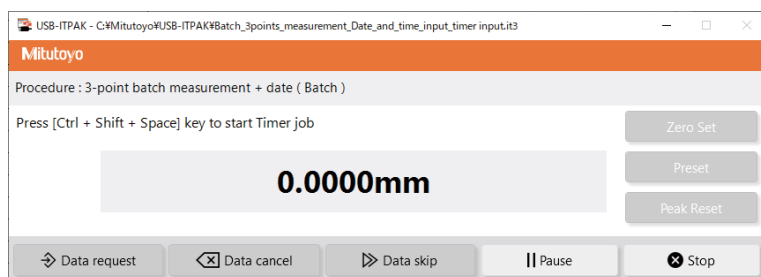 USB-ITPAK - C:¥Mitutoyo¥USB-ITPAK¥Batch_3points_measurement_Date_and_time_input_timer input.it3
Mitutoyo
Procedure : 3-point batch measurement + date ( Batch )
Press [Ctrl + Shift + Space] key to start Timer job
Zero Set
0.0000mm
Preset
Peak Reset
Data request
Data cancel
Data skip
Pause
Stop